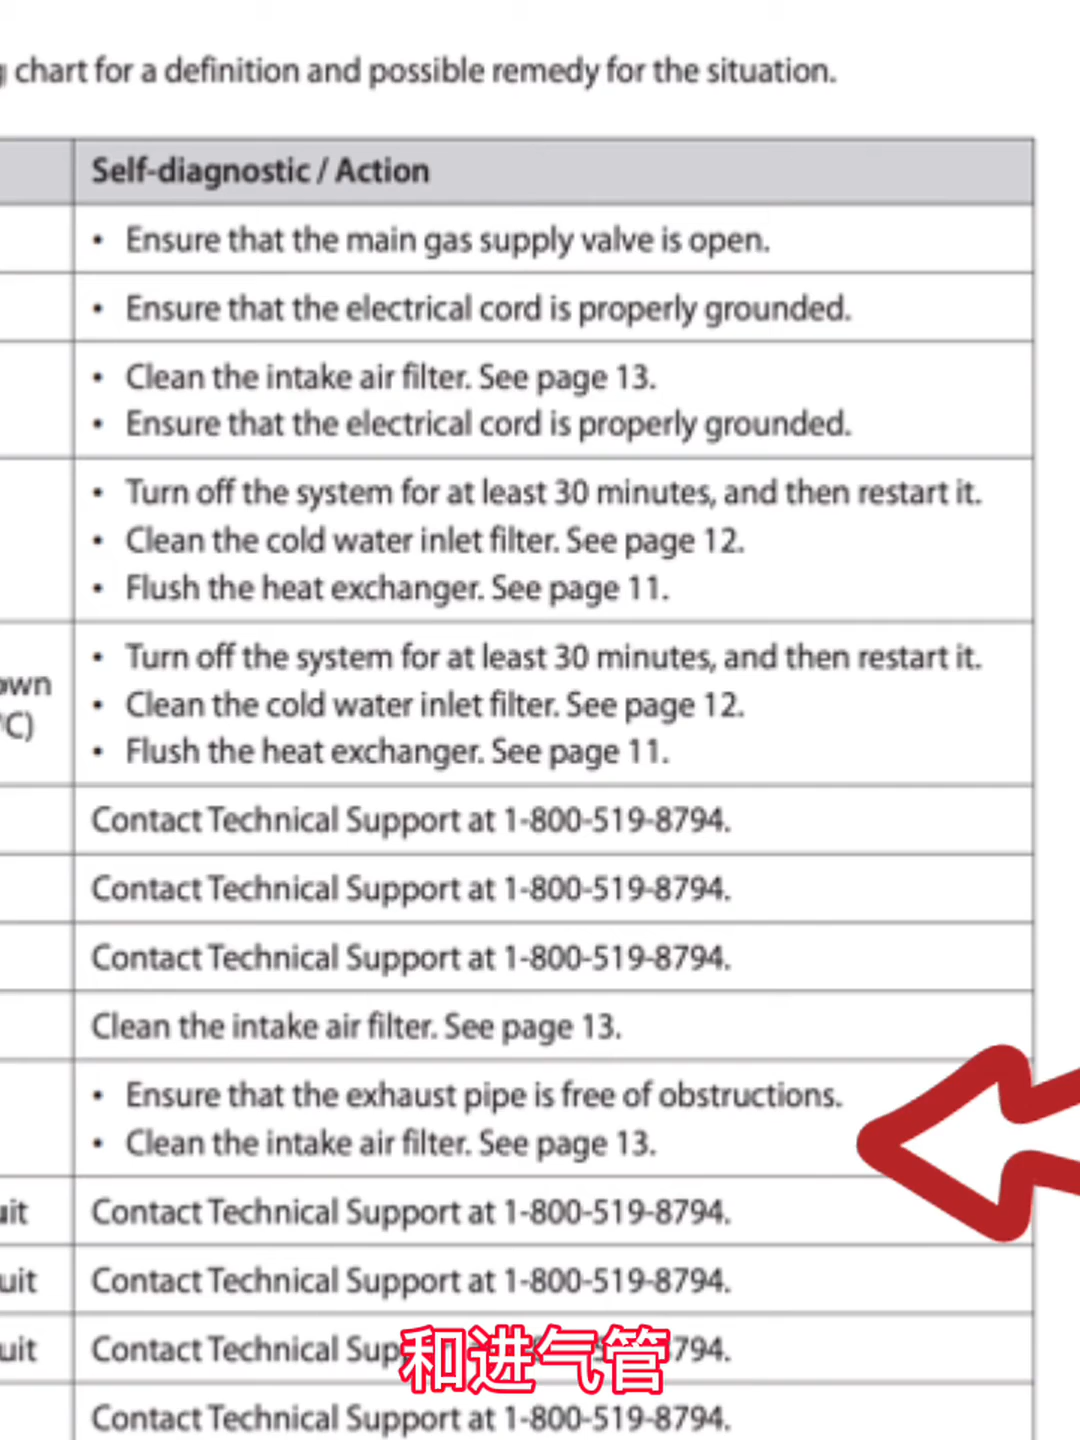 chart for a definition and possible remedy for the situation.
Self-diagnostic / Action
• Ensure that the main gas supply valve is open.
• Ensure that the electrical cord is properly grounded.
• Clean the intake air filter. See page 13.
• Ensure that the electrical cord is properly grounded.
• Turn off the system for at least 30 minutes, and then restart it.
• Clean the cold water inlet filter. See page 12.
• Flush the heat exchanger. See page 11.
own
°C)
• Turn off the system for at least 30 minutes, and then restart it.
• Clean the cold water inlet filter. See page 12.
• Flush the heat exchanger. See page 11.
Contact Technical Support at 1-800-519-8794.
Contact Technical Support at 1-800-519-8794.
Contact Technical Support at 1-800-519-8794.
Clean the intake air filter. See page 13.
• Ensure that the exhaust pipe is free of obstructions.
• Clean the intake air filter. See page 13.
uit Contact Technical Support at 1-800-519-8794.
uit Contact Technical Support at 1-800-519-8794.
uit Contact Technical Sup 794.
和进气管
Contact Technical Support at 1-800-519-8794.